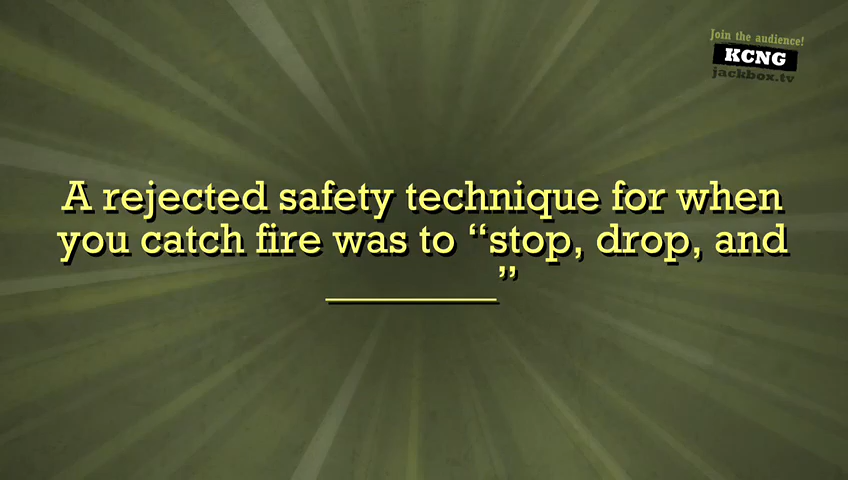 Join the audience!
KCNG
jackbox.tv
A rejected safety technique for when
you catch fire was to “stop, drop, and
________”